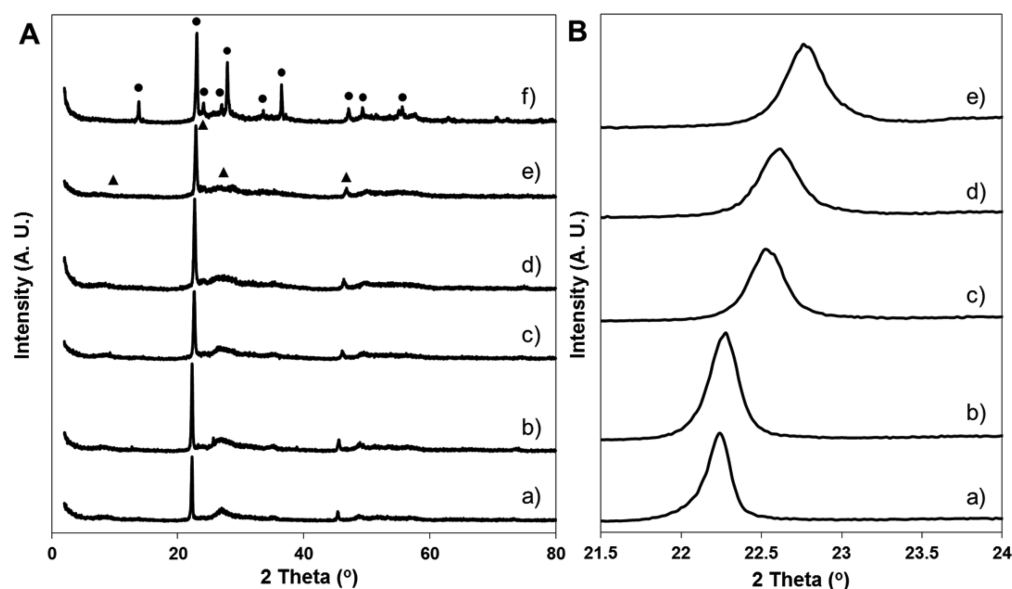 A
f)
e)
d)
c)
b)
a)
Intensity (A. U.)
0 20 40 60 80
2 Theta (o)
B
e)
d)
c)
b)
a)
Intensity (A. U.)
21.5 22 22.5 23 23.5 24
2 Theta (o)